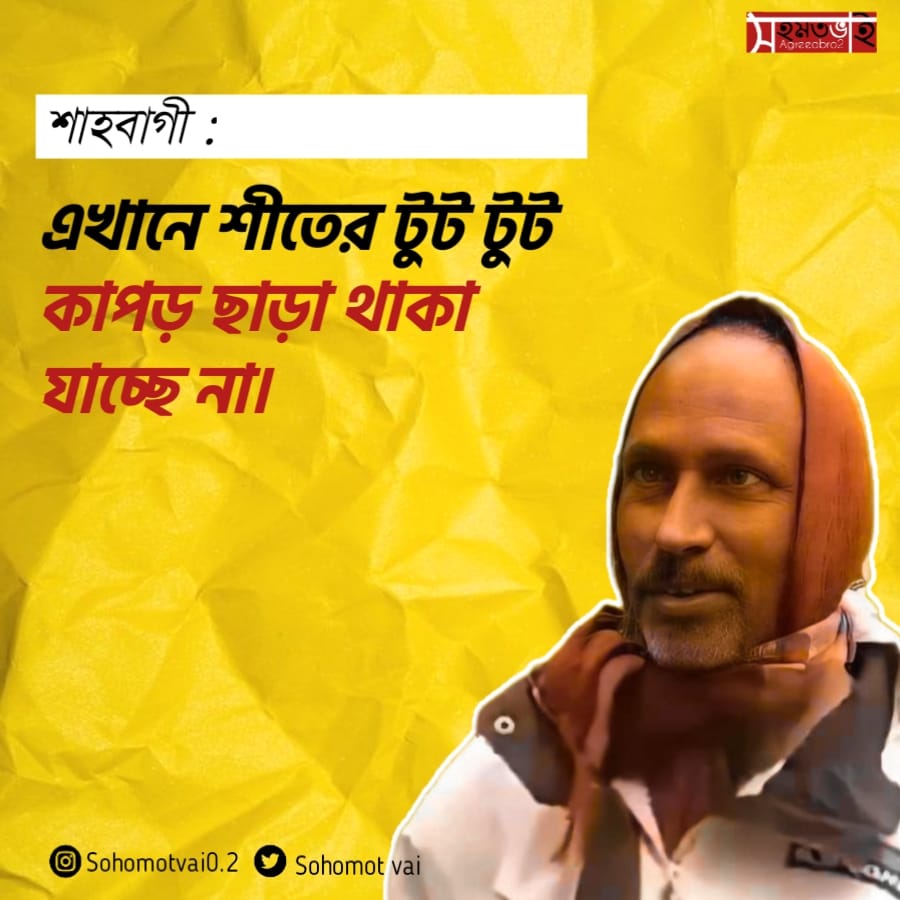 সহমতভাই
Agreeabro2
শাহবাগী :
এখানে শীতের টুট টুট
কাপড় ছাড়া থাকা
যাচ্ছে না।
Sohomotvai0.2 Sohomot vai